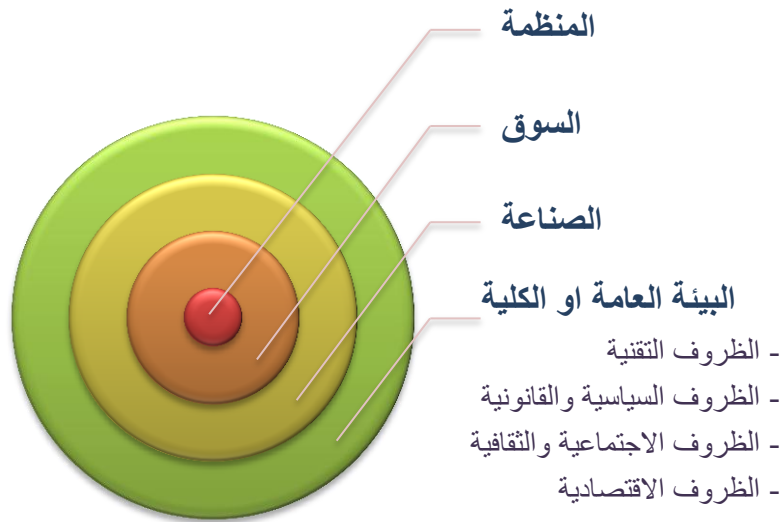 المنظمة
السوق
الصناعة
البيئة العامة او الكلية
- الظروف التقنية
- الظروف السياسية والقانونية
- الظروف الاجتماعية والثقافية
- الظروف الاقتصادية